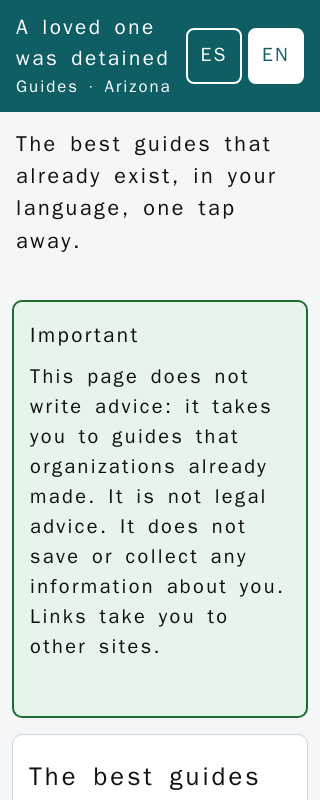 A loved one
was detained
Guides · Arizona
ES
EN
The best guides that
already exist, in your
language, one tap
away.
Important
This page does not
write advice: it takes
you to guides that
organizations already
made. It is not legal
advice. It does not
save or collect any
information about you.
Links take you to
other sites.
The best guides